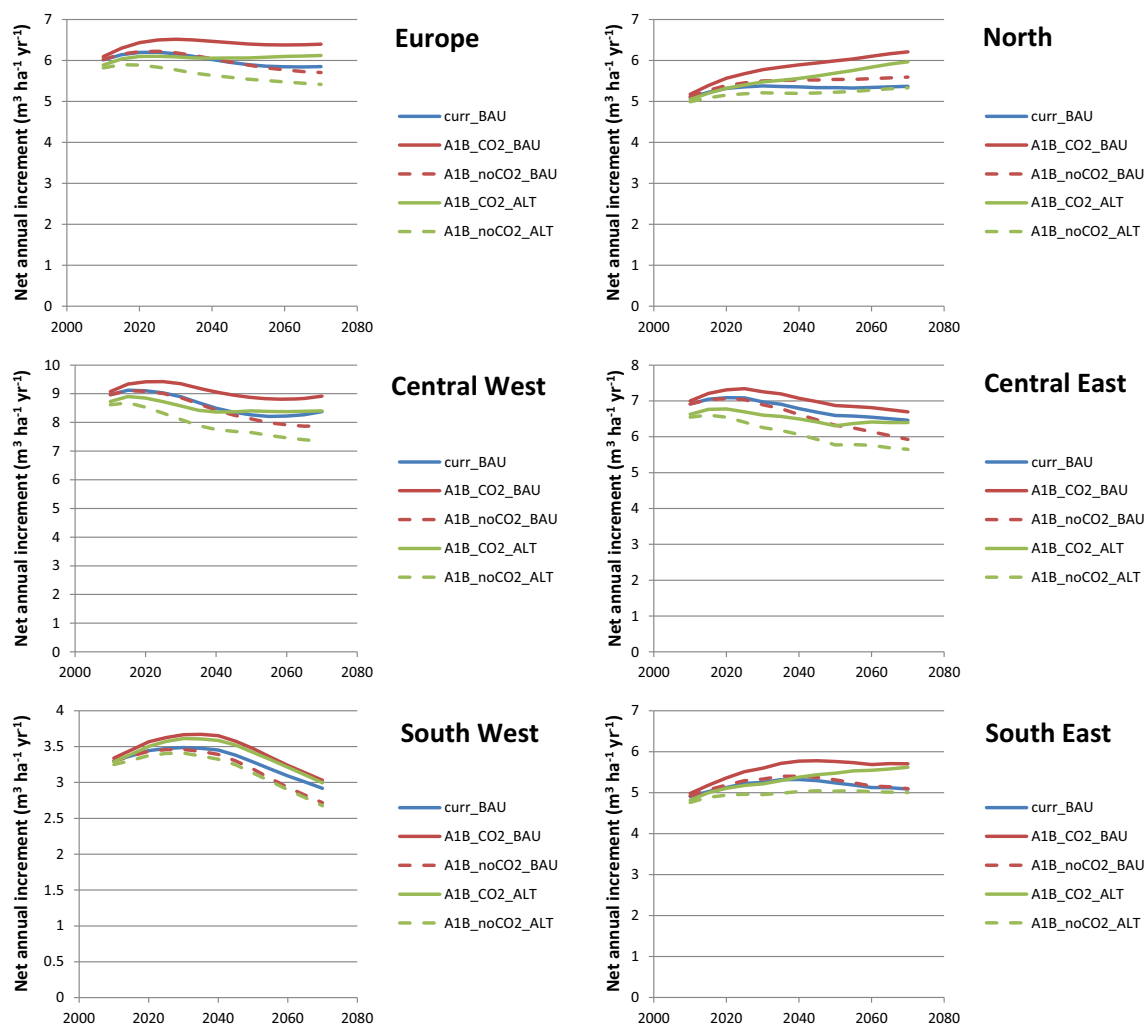 Europe
Net annual increment (m³ ha⁻¹ yr⁻¹)
7
6
5
4
3
2
1
0
2000 2020 2040 2060 2080
curr_BAU
A1B_CO2_BAU
A1B_noCO2_BAU
A1B_CO2_ALT
A1B_noCO2_ALT
North
Net annual increment (m³ ha⁻¹ yr⁻¹)
7
6
5
4
3
2
1
0
2000 2020 2040 2060 2080
curr_BAU
A1B_CO2_BAU
A1B_noCO2_BAU
A1B_CO2_ALT
A1B_noCO2_ALT
Central West
Net annual increment (m³ ha⁻¹ yr⁻¹)
10
9
8
7
6
5
4
3
2
1
0
2000 2020 2040 2060 2080
curr_BAU
A1B_CO2_BAU
A1B_noCO2_BAU
A1B_CO2_ALT
A1B_noCO2_ALT
Central East
Net annual increment (m³ ha⁻¹ yr⁻¹)
8
7
6
5
4
3
2
1
0
2000 2020 2040 2060 2080
curr_BAU
A1B_CO2_BAU
A1B_noCO2_BAU
A1B_CO2_ALT
A1B_noCO2_ALT
South West
Net annual increment (m³ ha⁻¹ yr⁻¹)
4
3.5
3
2.5
2
1.5
1
0.5
0
2000 2020 2040 2060 2080
curr_BAU
A1B_CO2_BAU
A1B_noCO2_BAU
A1B_CO2_ALT
A1B_noCO2_ALT
South East
Net annual increment (m³ ha⁻¹ yr⁻¹)
7
6
5
4
3
2
1
0
2000 2020 2040 2060 2080
curr_BAU
A1B_CO2_BAU
A1B_noCO2_BAU
A1B_CO2_ALT
A1B_noCO2_ALT